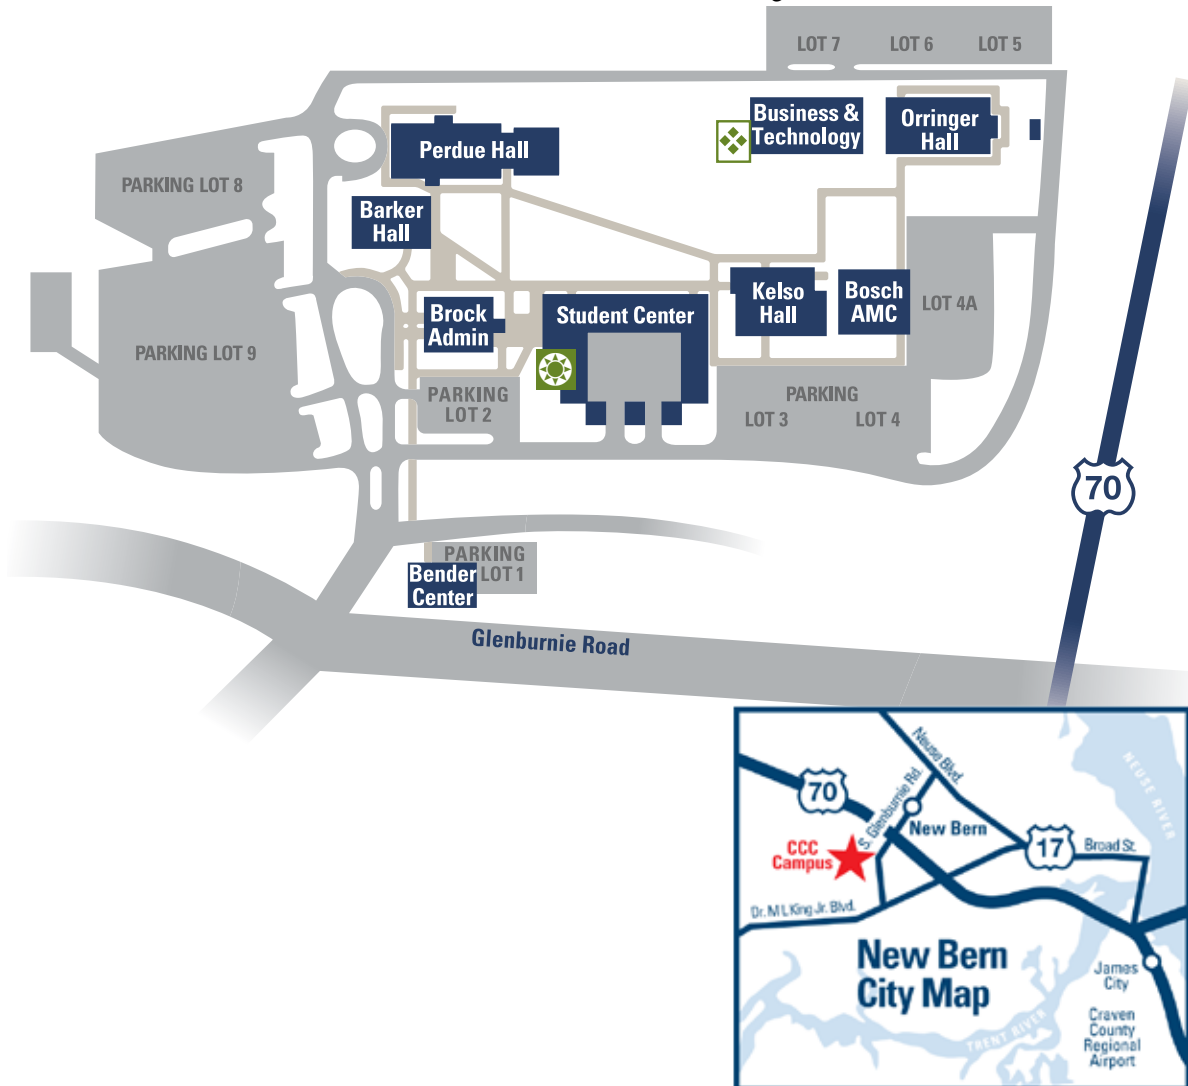 LOT 7
LOT 6
LOT 5
Business &
Technology
Orringer
Hall
Perdue Hall
PARKING LOT 8
Barker
Hall
Kelso
Hall
Bosch
AMC
LOT 4A
Brock
Admin
Student Center
PARKING LOT 9
PARKING
LOT 2
PARKING
LOT 3
LOT 4
70
PARKING
LOT 1
Bender
Center
Glenburnie Road
Neuse Blvd.
NEUSE RIVER
70
S. Glenburnie Rd.
New Bern
17
Broad St.
CCC
Campus
Dr. M L King Jr. Blvd.
New Bern
City Map
James
City
TRENT RIVER
Craven
County
Regional
Airport